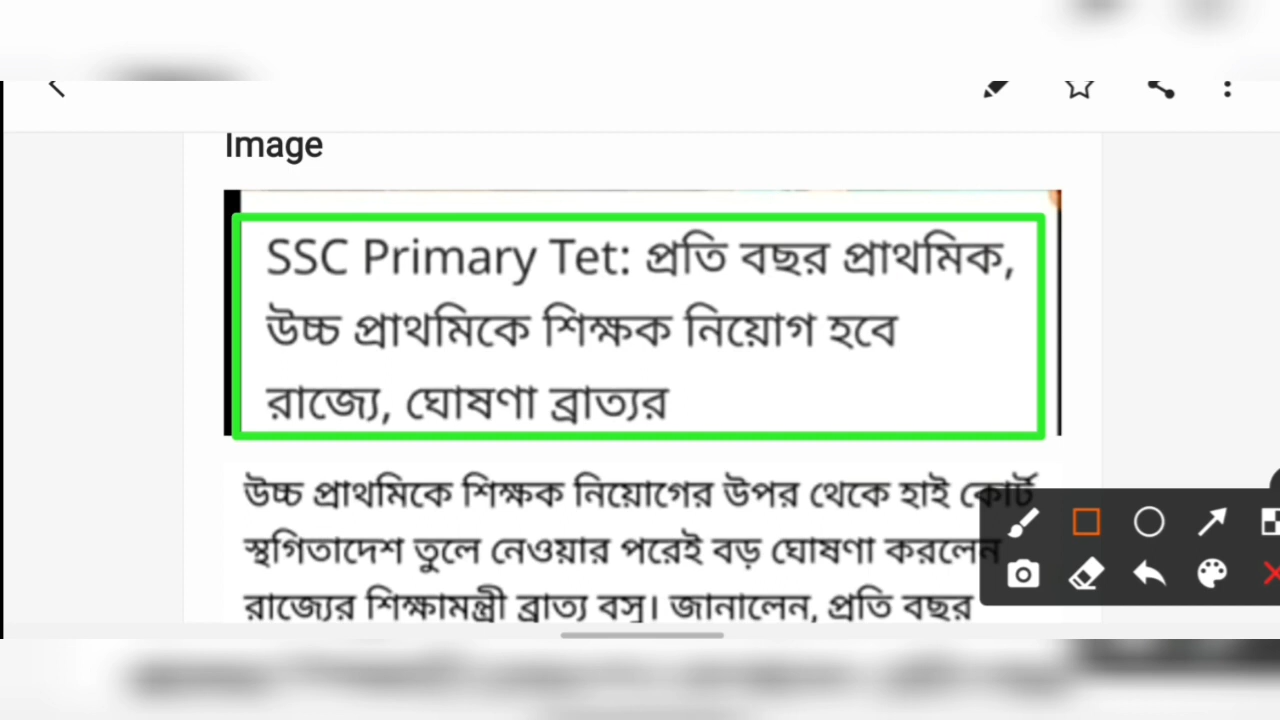 Image
SSC Primary Tet: প্রতি বছর প্রাথমিক,
উচ্চ প্রাথমিকে শিক্ষক নিয়োগ হবে
রাজ্যে, ঘোষণা ব্রাত্যর
উচ্চ প্রাথমিকে শিক্ষক নিয়োগের উপর থেকে হাই কোর্ট
স্থগিতাদেশ তুলে নেওয়ার পরেই বড় ঘোষণা করলেন
রাজ্যের শিক্ষামন্ত্রী ব্রাত্য বসু। জানালেন, প্রতি বছর